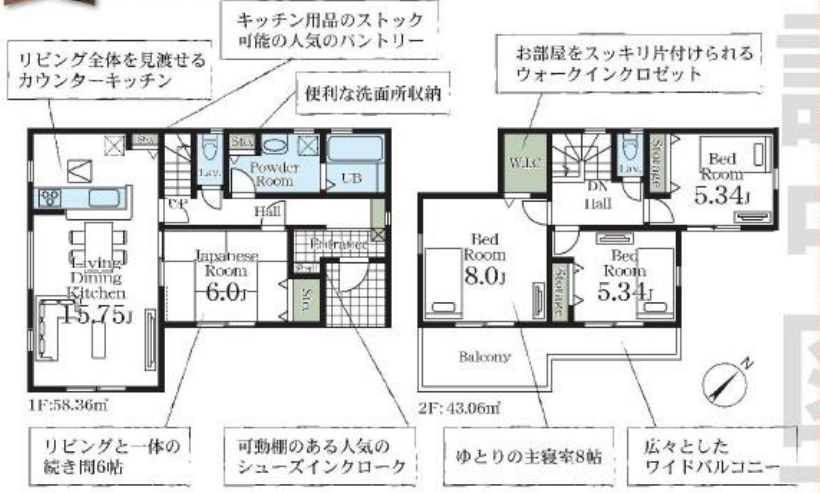 キッチン用品のストック
可能の人気のパントリー
リビング全体を見渡せる
カウンターキッチン
お部屋をスッキリ片付けられる
ウォークインクロゼット
便利な洗面所収納
Sto.
Sto.
Lav.
Powder
Room
UB
UP
Hall
Living
Dining
Kitchen
15.75J
Japanese
Room
6.0J
Entrance
Sto.
W.I.C
DN
Hall
Lav.
Storage
Bed
Room
5.34J
Bed
Room
8.0J
Storage
Bed
Room
5.34J
Balcony
N
1F:58.36㎡
2F:43.06㎡
リビングと一体の
続き間6帖
可動棚のある人気の
シューズインクローク
ゆとりの主寝室8帖
広々とした
ワイドバルコニー